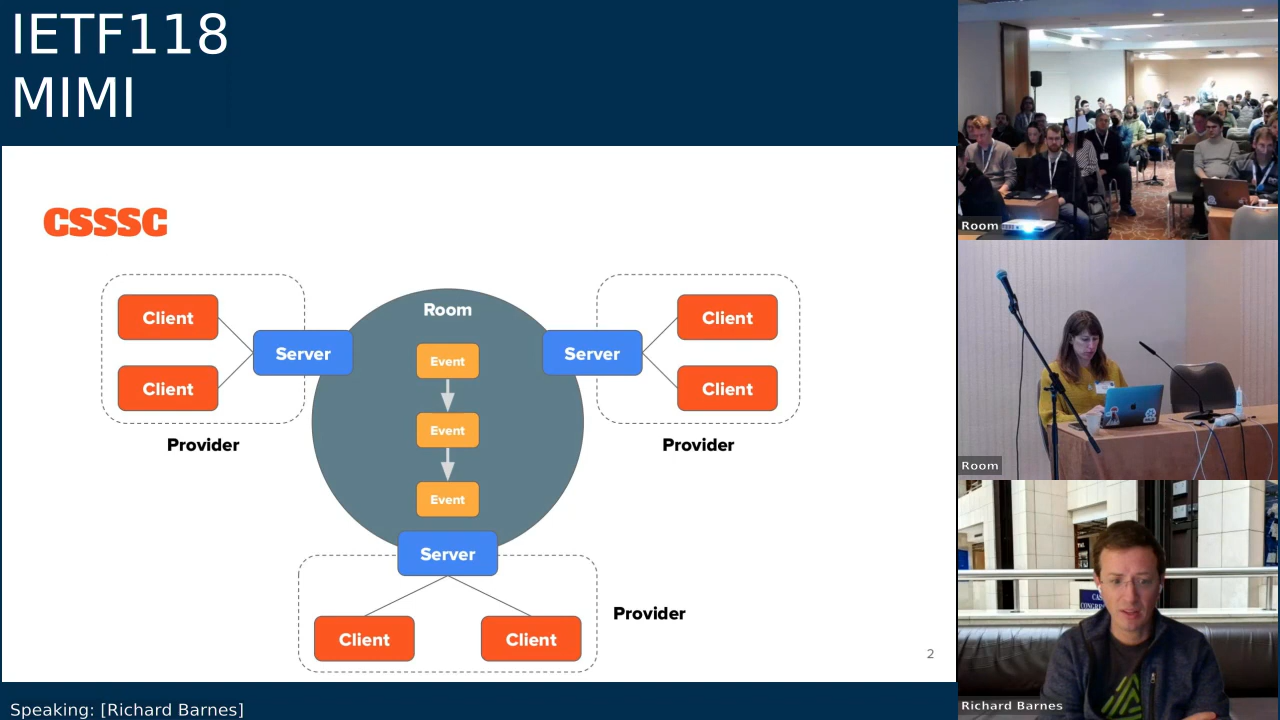 IETF118
MIMI
CSSSC
Client
Client
Server
Provider
Room
Event
Event
Event
Server
Client
Client
Provider
Server
Client
Client
Provider
2
Speaking: [Richard Barnes]
Room
Room
Richard Barnes